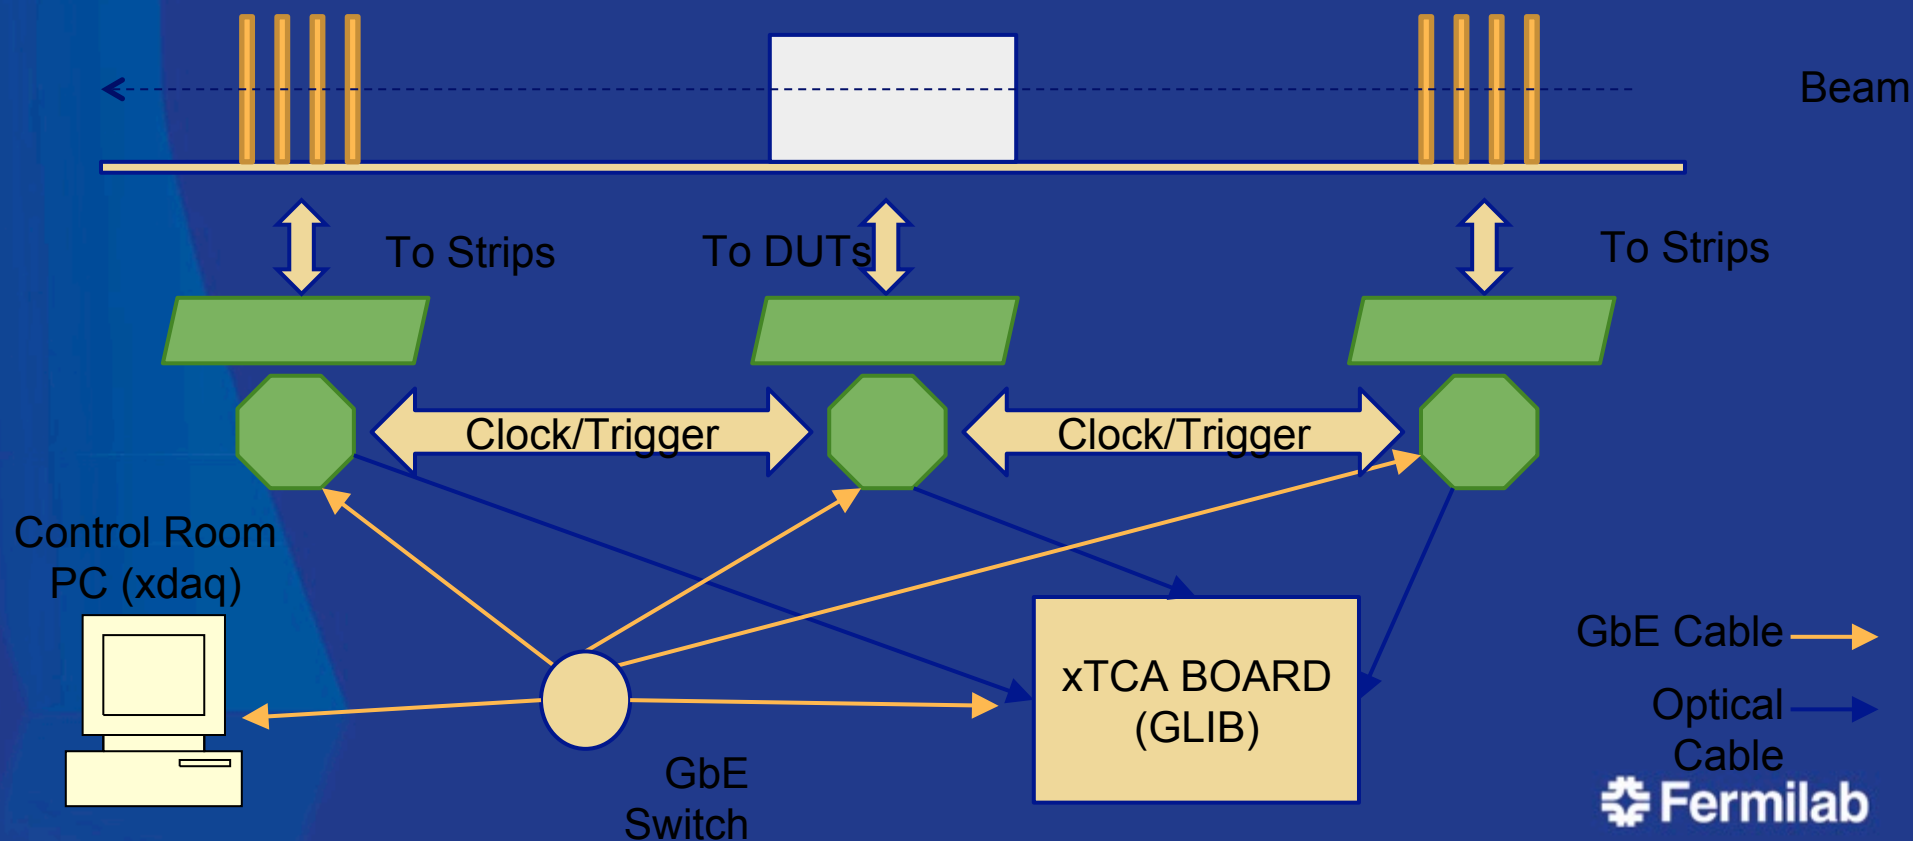 Beam
To Strips
To DUTs
To Strips
Clock/Trigger
Clock/Trigger
Control Room
PC (xdaq)
xTCA BOARD
(GLIB)
GbE
Switch
GbE Cable
Optical
Cable
Fermilab